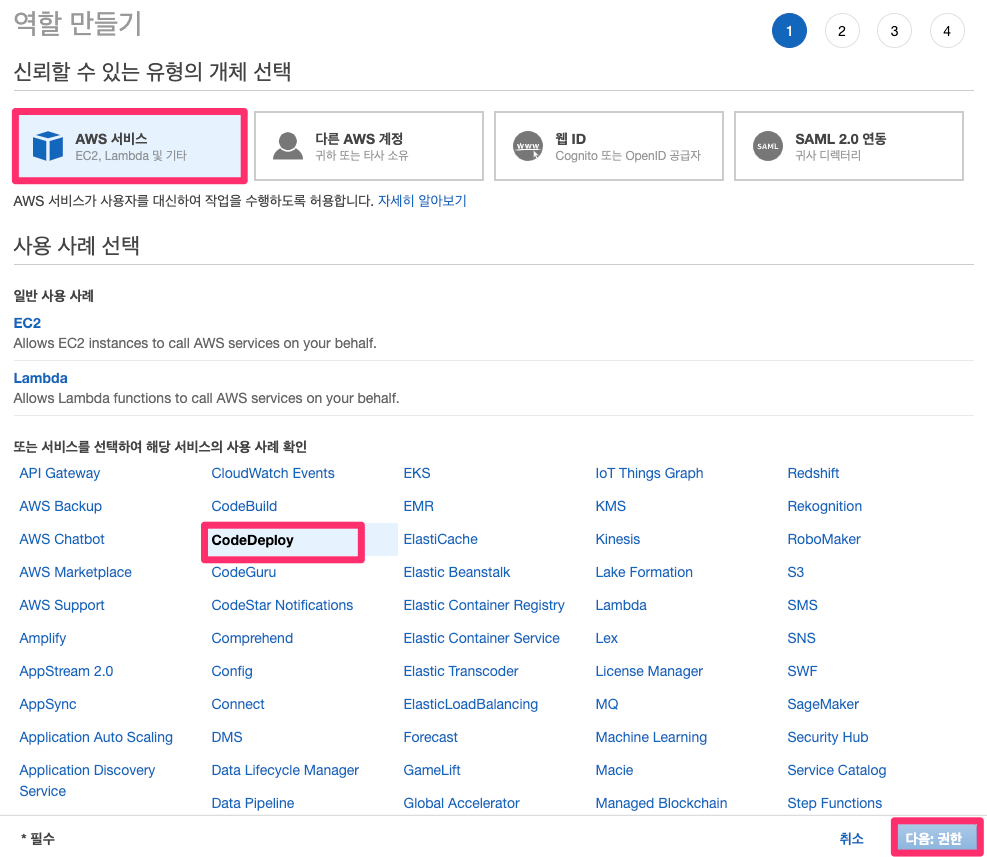 역할 만들기
1 2 3 4
신뢰할 수 있는 유형의 개체 선택
AWS 서비스
EC2, Lambda 및 기타
다른 AWS 계정
귀하 또는 타사 소유
www
웹 ID
Cognito 또는 OpenID 공급자
SAML
SAML 2.0 연동
귀사 디렉터리
AWS 서비스가 사용자를 대신하여 작업을 수행하도록 허용합니다. 자세히 알아보기
사용 사례 선택
일반 사용 사례
EC2
Allows EC2 instances to call AWS services on your behalf.
Lambda
Allows Lambda functions to call AWS services on your behalf.
또는 서비스를 선택하여 해당 서비스의 사용 사례 확인
API Gateway CloudWatch Events EKS IoT Things Graph Redshift
AWS Backup CodeBuild EMR KMS Rekognition
AWS Chatbot CodeDeploy ElastiCache Kinesis RoboMaker
AWS Marketplace CodeGuru Elastic Beanstalk Lake Formation S3
AWS Support CodeStar Notifications Elastic Container Registry Lambda SMS
Amplify Comprehend Elastic Container Service Lex SNS
AppStream 2.0 Config Elastic Transcoder License Manager SWF
AppSync Connect ElasticLoadBalancing MQ SageMaker
Application Auto Scaling DMS Forecast Machine Learning Security Hub
Application Discovery Data Lifecycle Manager GameLift Macie Service Catalog
Service
Data Pipeline Global Accelerator Managed Blockchain Step Functions
* 필수 취소 다음: 권한